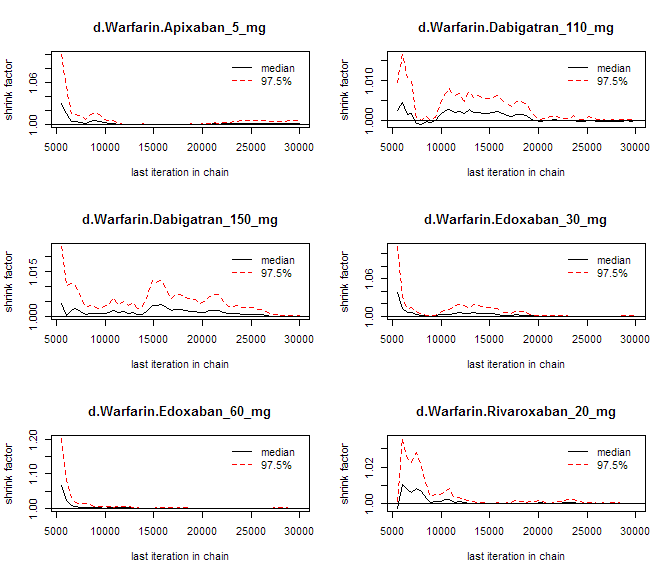 d.Warfarin.Apixaban_5_mg
shrink factor
1.00 1.06
median
97.5%
5000 10000 15000 20000 25000 30000
last iteration in chain
d.Warfarin.Dabigatran_110_mg
shrink factor
1.000 1.010
median
97.5%
5000 10000 15000 20000 25000 30000
last iteration in chain
d.Warfarin.Dabigatran_150_mg
shrink factor
1.000 1.015
median
97.5%
5000 10000 15000 20000 25000 30000
last iteration in chain
d.Warfarin.Edoxaban_30_mg
shrink factor
1.00 1.06
median
97.5%
5000 10000 15000 20000 25000 30000
last iteration in chain
d.Warfarin.Edoxaban_60_mg
shrink factor
1.00 1.10 1.20
median
97.5%
5000 10000 15000 20000 25000 30000
last iteration in chain
d.Warfarin.Rivaroxaban_20_mg
shrink factor
1.00 1.02
median
97.5%
5000 10000 15000 20000 25000 30000
last iteration in chain